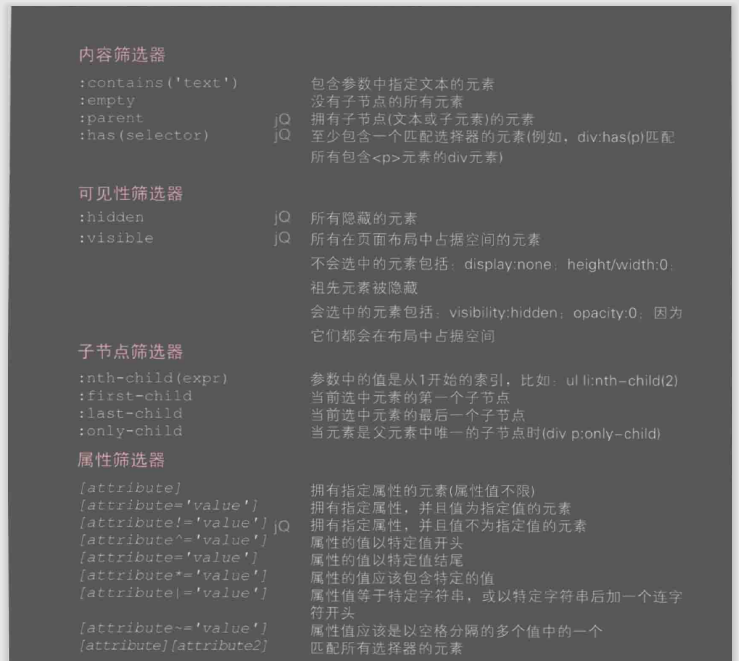 内容筛选器
:contains('text') 包含参数中指定文本的元素
:empty 没有子节点的所有元素
:parent jQ 拥有子节点(文本或子元素)的元素
:has(selector) jQ 至少包含一个匹配选择器的元素(例如，div:has(p)匹配
所有包含<p>元素的div元素)
可见性筛选器
:hidden jQ 所有隐藏的元素
:visible jQ 所有在页面布局中占据空间的元素
不会选中的元素包括：display:none；height/width:0；
祖先元素被隐藏
会选中的元素包括：visibility:hidden；opacity:0；因为
它们都会在布局中占据空间
子节点筛选器
:nth-child(expr) 参数中的值是从1开始的索引，比如：ul li:nth-child(2)
:first-child 当前选中元素的第一个子节点
:last-child 当前选中元素的最后一个子节点
:only-child 当元素是父元素中唯一的子节点时(div p:only-child)
属性筛选器
[attribute] 拥有指定属性的元素(属性值不限)
[attribute='value'] 拥有指定属性，并且值为指定值的元素
[attribute!='value'] jQ 拥有指定属性，并且值不为指定值的元素
[attribute^='value'] 属性的值以特定值开头
[attribute='value'] 属性的值以特定值结尾
[attribute*='value'] 属性的值应该包含特定的值
[attribute|='value'] 属性值等于特定字符串，或以特定字符串后加一个连字
符开头
[attribute~='value'] 属性值应该是以空格分隔的多个值中的一个
[attribute][attribute2] 匹配所有选择器的元素